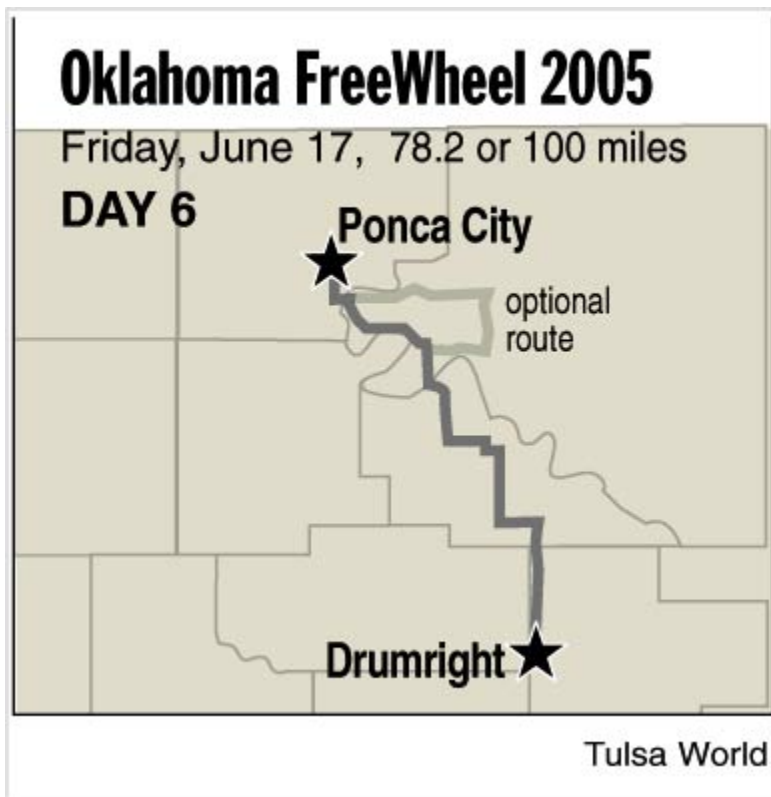 Oklahoma FreeWheel 2005
Friday, June 17, 78.2 or 100 miles
DAY 6
Ponca City
optional
route
Drumright
Tulsa World